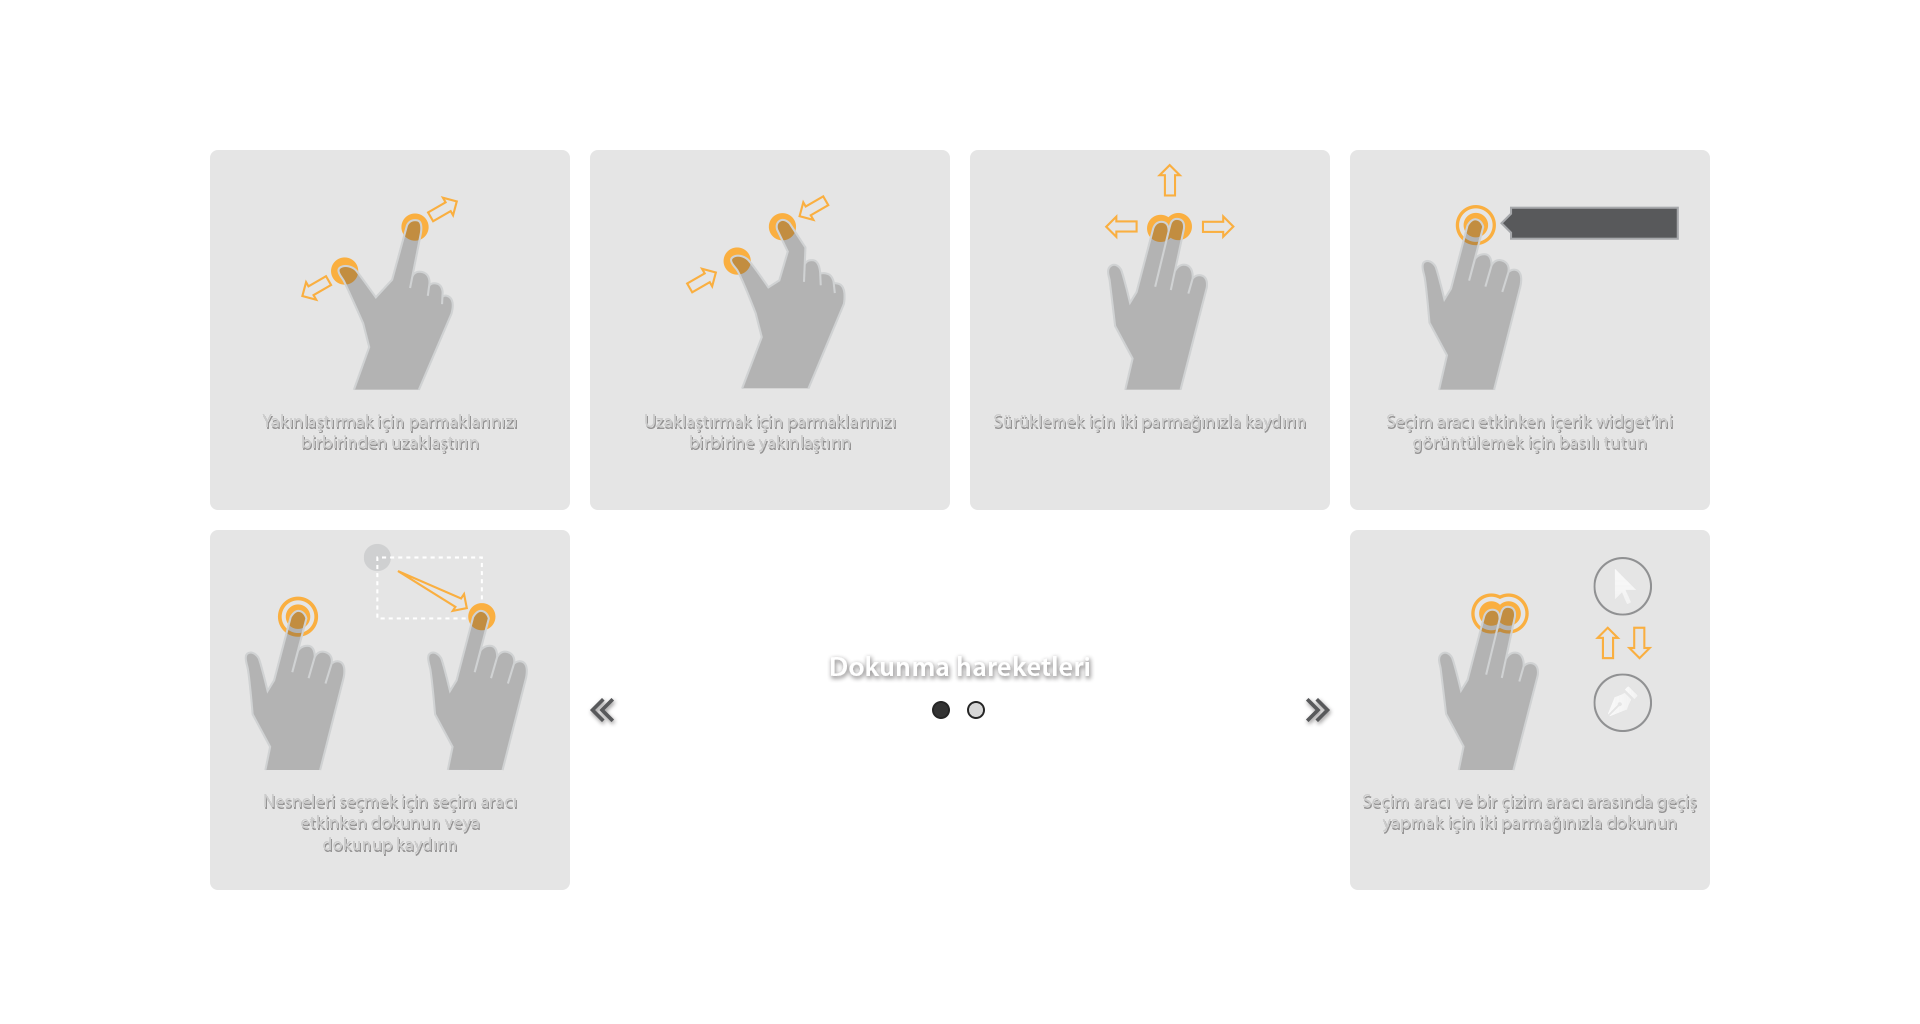 Yakınlaştırmak için parmaklarınızı
birbirinden uzaklaştırın
Uzaklaştırmak için parmaklarınızı
birbirine yakınlaştırın
Sürüklemek için iki parmağınızla kaydırın
Seçim aracı etkinken içerik widget'ini
görüntülemek için basılı tutun
Nesneleri seçmek için seçim aracı
etkinken dokunun veya
dokunup kaydırın
Dokunma hareketleri
Seçim aracı ve bir çizim aracı arasında geçiş
yapmak için iki parmağınızla dokunun